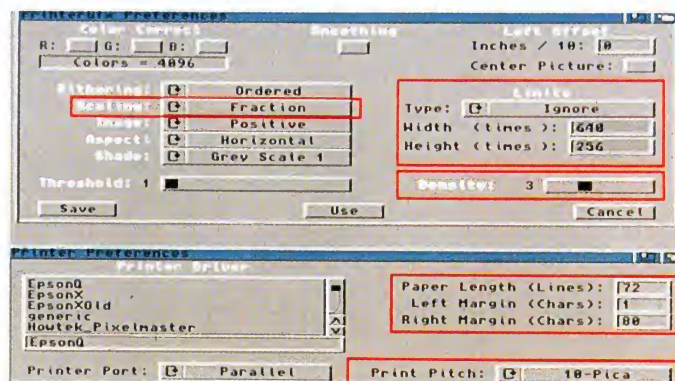 PrinterGfx Preferences
Color Correct
Smoothing
Left Offset
R: G: B:
Inches / 10: 0
Colors = 4096
Center Picture:
Dithering: Ordered
Limits
Scaling: Fraction
Type: Ignore
Image: Positive
Width (times ): 640
Aspect: Horizontal
Height (times ): 256
Shade: Grey Scale 1
Threshold: 1
Density: 3
Save Use Cancel
Printer Preferences
Printer Driver
EpsonQ
EpsonX
EpsonXOld
generic
Howtek_Pixelmaster
EpsonQ
Paper Length (Lines): 72
Left Margin (Chars): 1
Right Margin (Chars): 80
Printer Port: Parallel
Print Pitch: 10-Pica